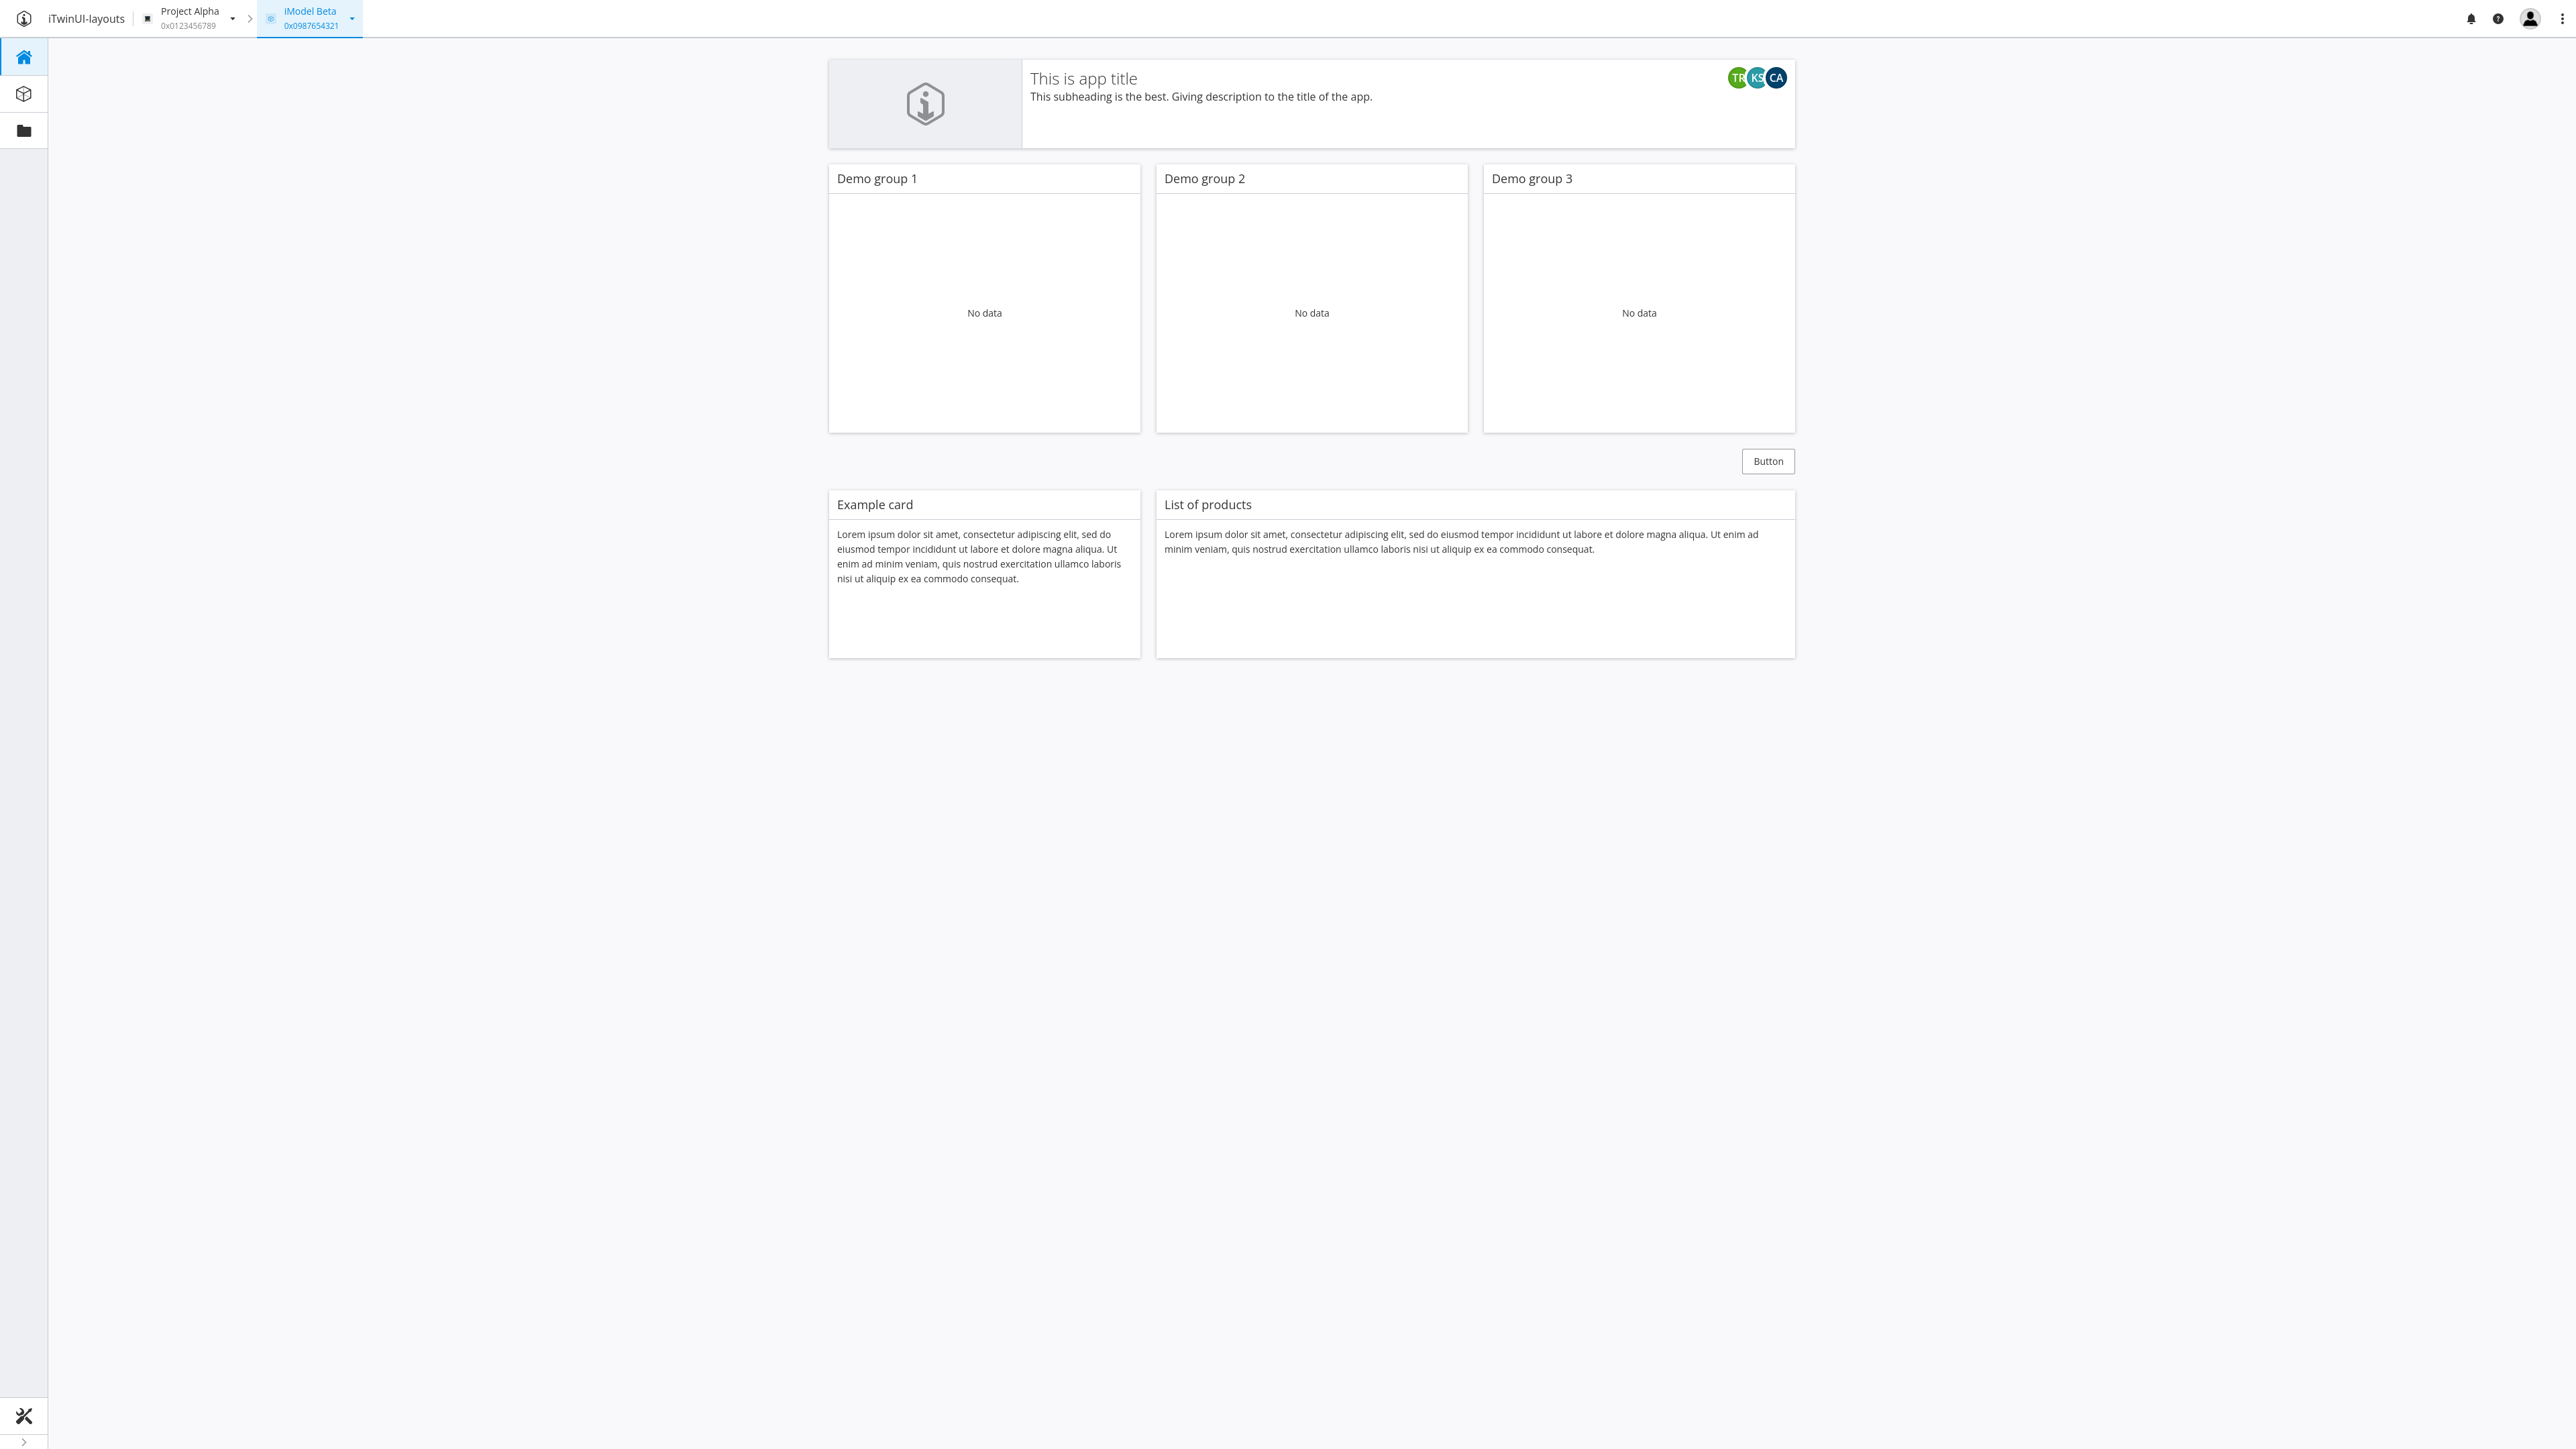 iTwinUI-layouts
Project Alpha
0x0123456789
iModel Beta
0x0987654321
This is app title
This subheading is the best. Giving description to the title of the app.
TR KS CA
Demo group 1
No data
Demo group 2
No data
Demo group 3
No data
Button
Example card
Lorem ipsum dolor sit amet, consectetur adipiscing elit, sed do
eiusmod tempor incididunt ut labore et dolore magna aliqua. Ut
enim ad minim veniam, quis nostrud exercitation ullamco laboris
nisi ut aliquip ex ea commodo consequat.
List of products
Lorem ipsum dolor sit amet, consectetur adipiscing elit, sed do eiusmod tempor incididunt ut labore et dolore magna aliqua. Ut enim ad
minim veniam, quis nostrud exercitation ullamco laboris nisi ut aliquip ex ea commodo consequat.